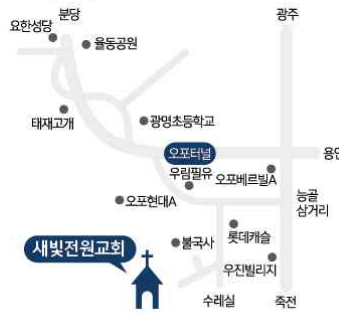 분당
광주
요한성당
율동공원
태재고개
광명초등학교
오포터널
용인
우림필유
오포베르빌A
오포현대A
능골
삼거리
롯데캐슬
불국사
새빛전원교회
우진빌리지
수레실
죽전